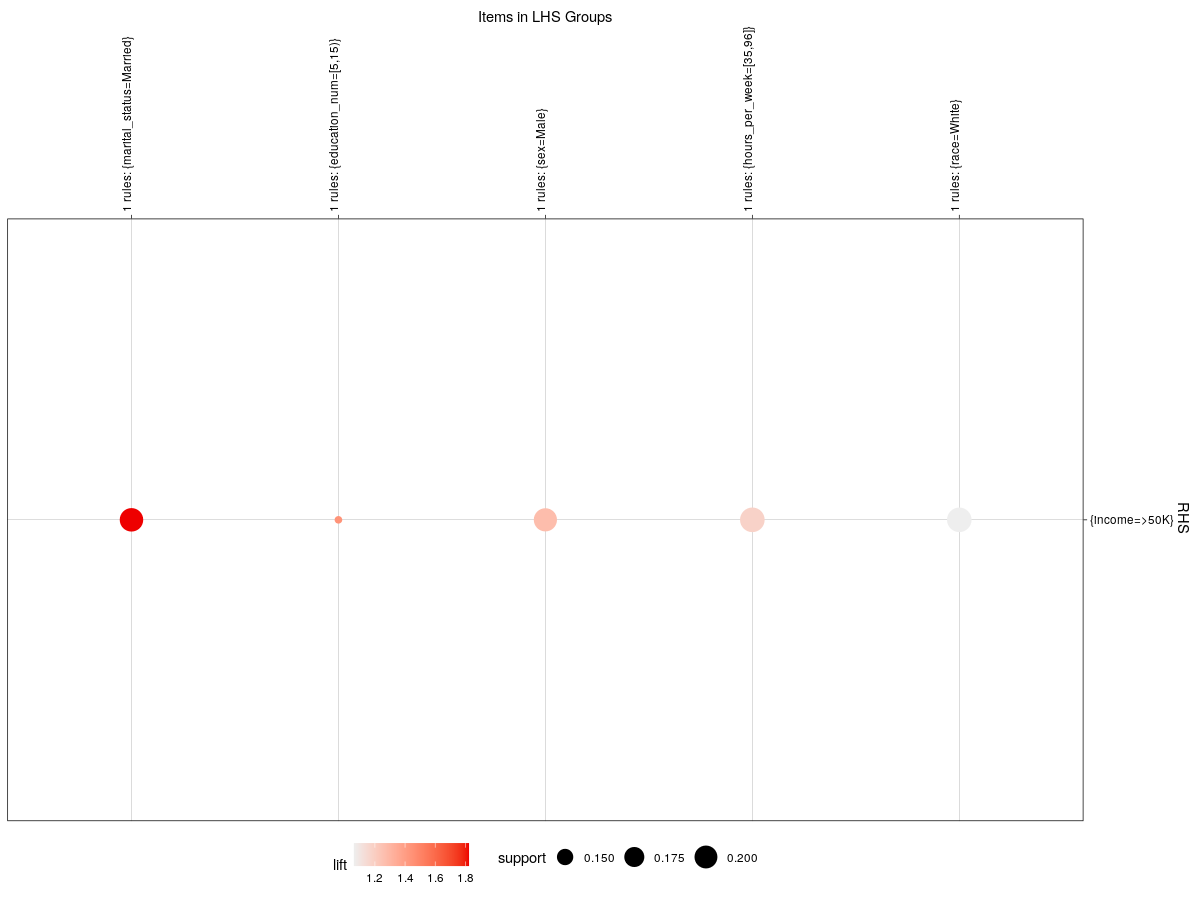 Items in LHS Groups
1 rules: {marital_status=Married}
1 rules: {education_num=[5,15)}
1 rules: {sex=Male}
1 rules: {hours_per_week=[35,96]}
1 rules: {race=White}
{income=>50K}
RHS
lift
1.2 1.4 1.6 1.8
support
0.150 0.175 0.200